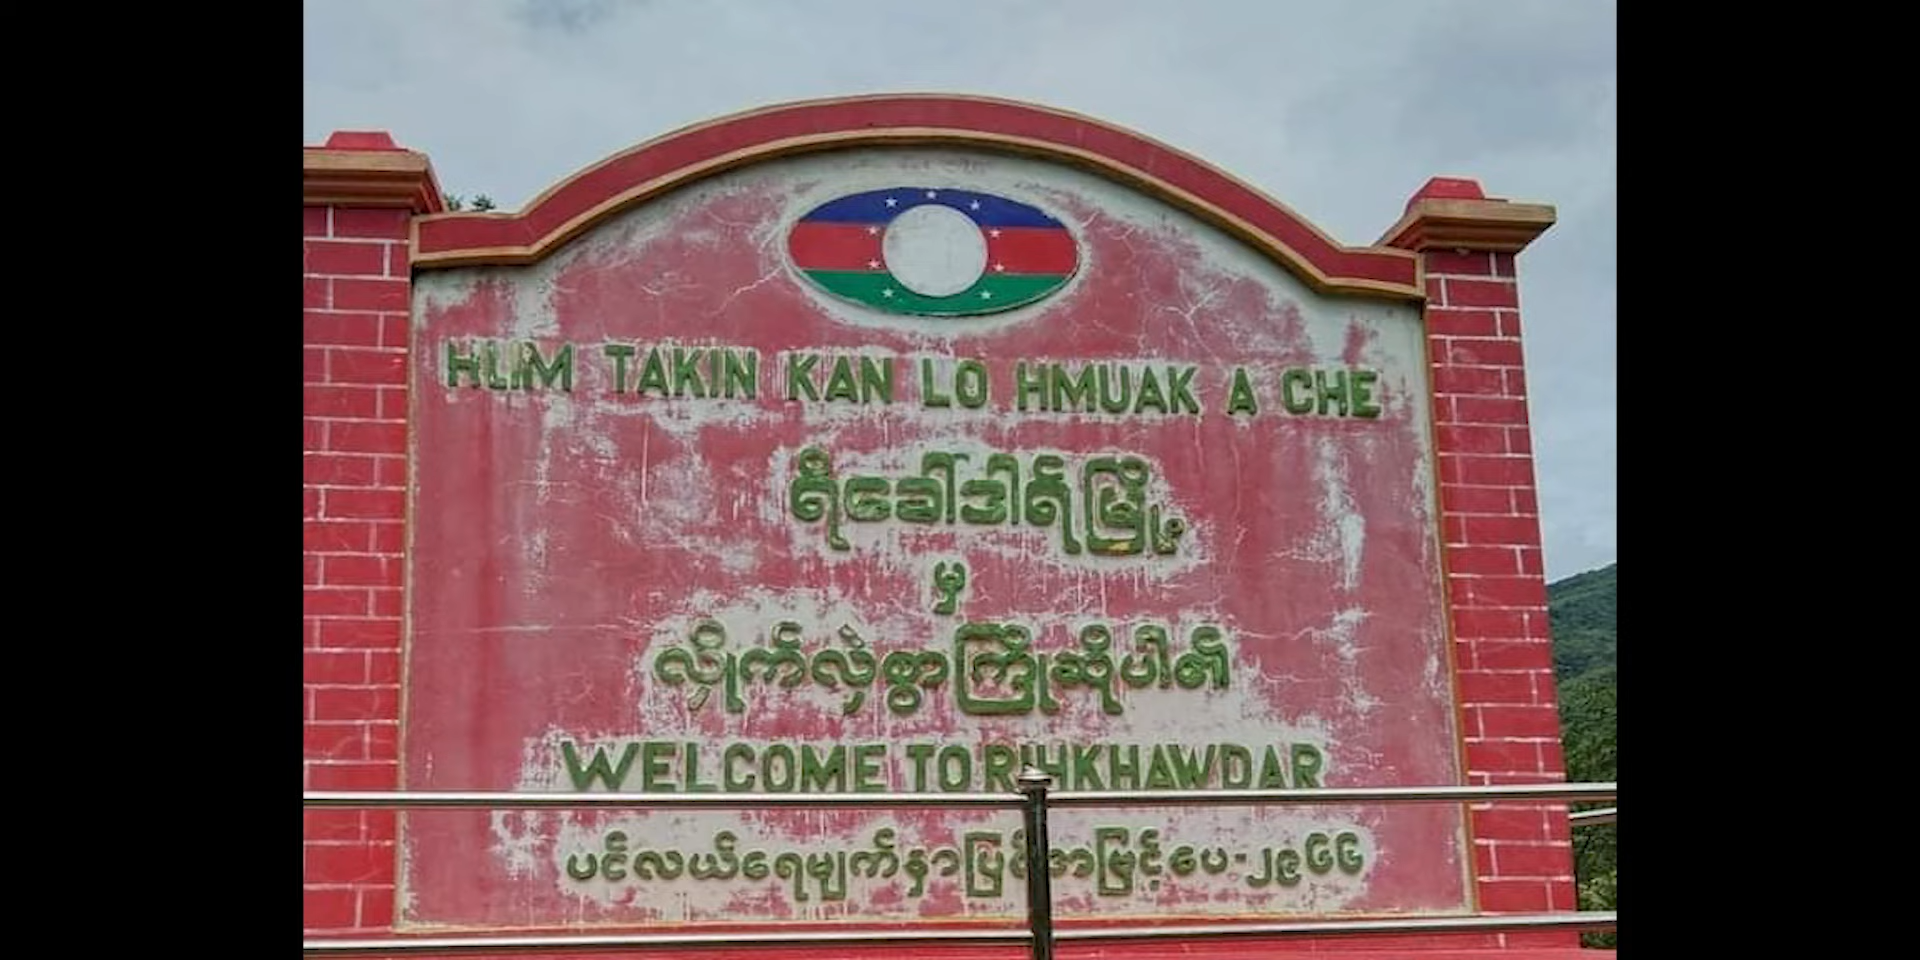 HLIM TAKIN KAN LO HMUAK A CHE
ရိခေါ်ဒါရ်မြို့
မှ
လှိုက်လှဲစွာကြိုဆိုပါ၏
WELCOME TO RIHKHAWDAR
ပင်လယ်ရေမျက်နှာပြင်အမြင့်ပေ-၂၉၆၆